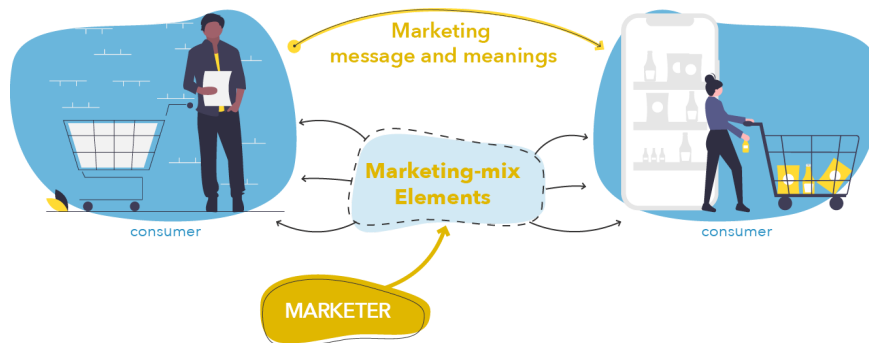 Marketing
message and meanings
Marketing-mix
Elements
consumer
consumer
MARKETER